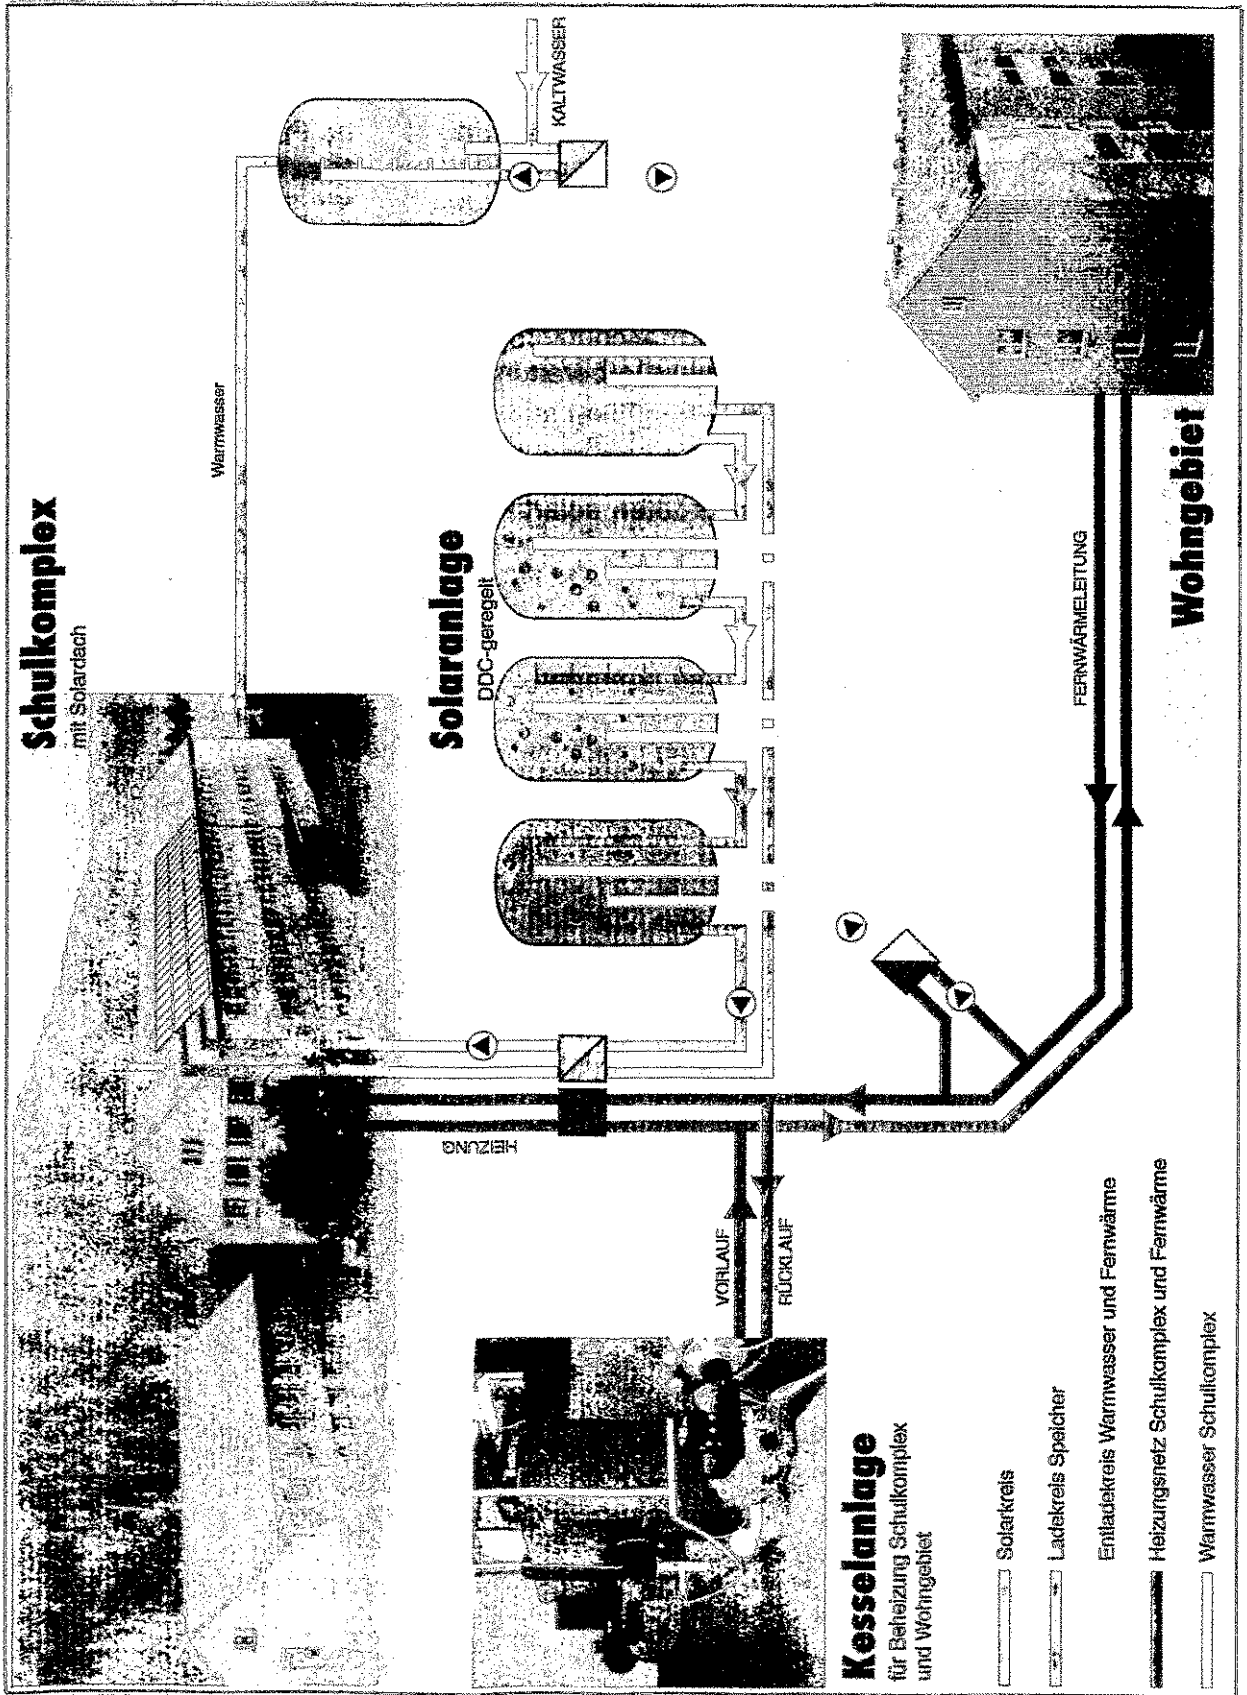 Schulkomplex
mit Solardach
Warmwasser
KALTWASSER
Solaranlage
DDC-geregelt
HEIZUNG
VORLAUF
RÜCKLAUF
FERNWÄRMELEITUNG
Wohngebiet
Kesselanlage
für Beheizung Schulkomplex
und Wohngebiet
Solarkreis
Ladekreis Speicher
Entladekreis Warmwasser und Fernwärme
Heizungsnetz Schulkomplex und Fernwärme
Warmwasser Schulkomplex